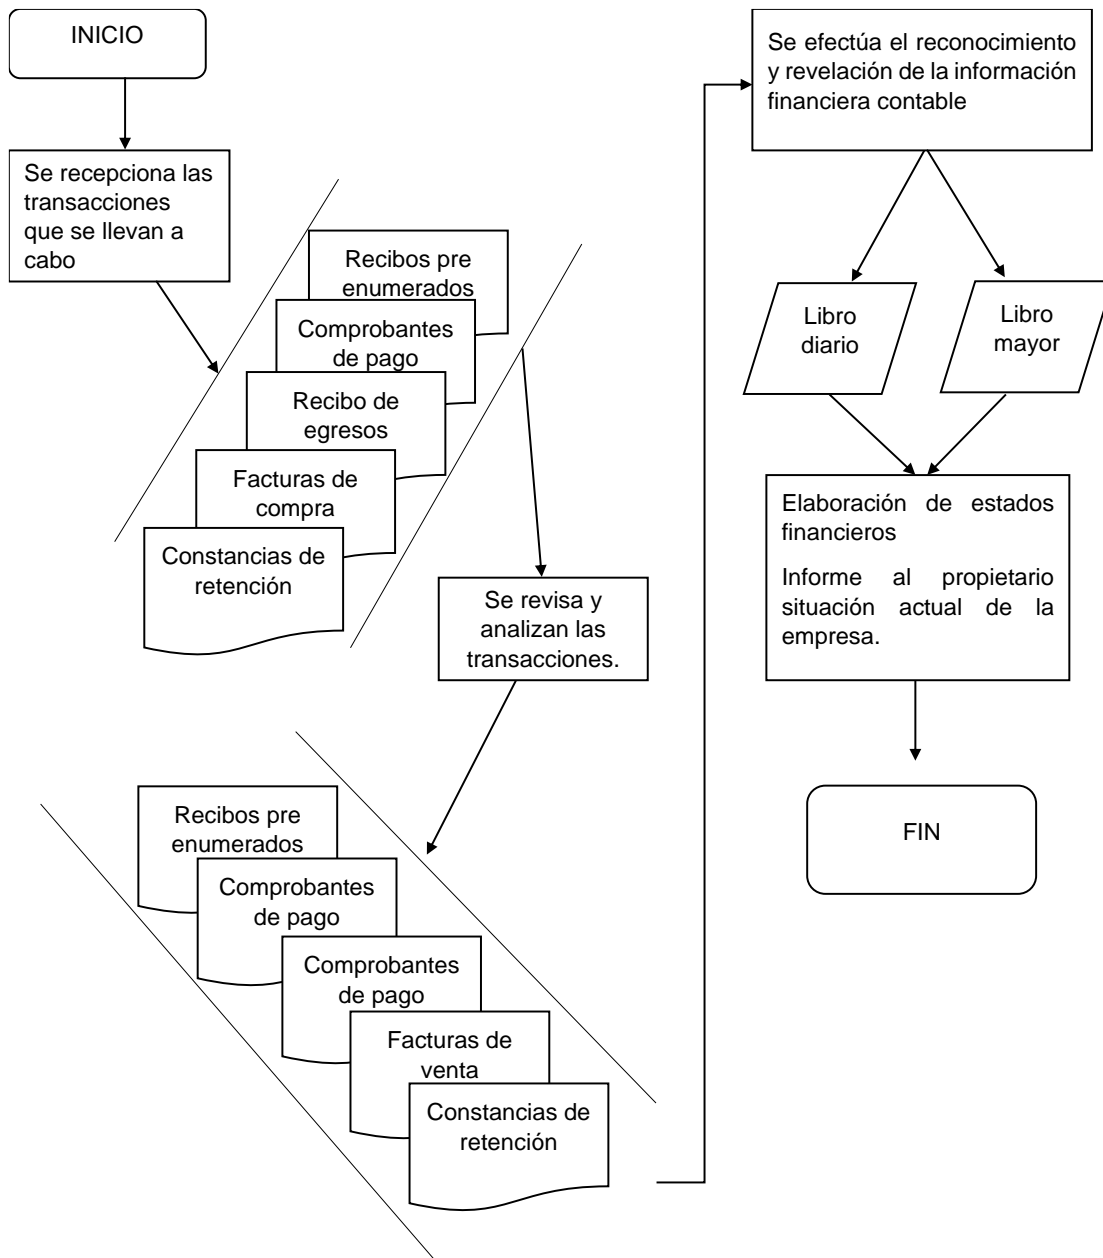 INICIO
Se recepciona las
transacciones
que se llevan a
cabo
Recibos pre
enumerados
Comprobantes
de pago
Recibo de
egresos
Facturas de
compra
Constancias de
retención
Se revisa y
analizan las
transacciones.
Recibos pre
enumerados
Comprobantes
de pago
Comprobantes
de pago
Facturas de
venta
Constancias de
retención
Se efectúa el reconocimiento
y revelación de la información
financiera contable
Libro
diario
Libro
mayor
Elaboración de estados
financieros
Informe al propietario
situación actual de la
empresa.
FIN